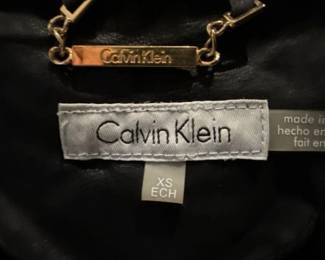 Calvin Klein
Calvin Klein
XS
ECH
made in
hecho en
fait en